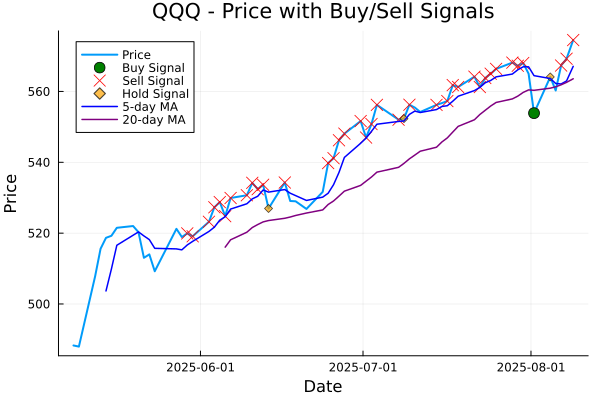 QQQ - Price with Buy/Sell Signals
Price
Buy Signal
Sell Signal
Hold Signal
5-day MA
20-day MA
560
540
520
500
Price
2025-06-01
2025-07-01
2025-08-01
Date